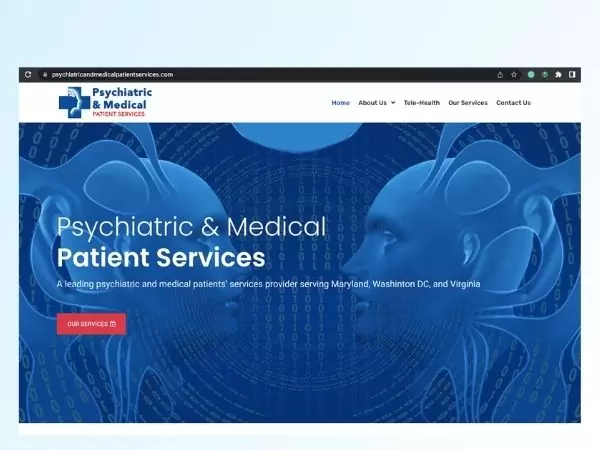 psychiatricandmedicalpatientservices.com
Psychiatric
& Medical
PATIENT SERVICES
Home About Us Tele-Health Our Services Contact Us
Psychiatric & Medical
Patient Services
A leading psychiatric and medical patients' services provider serving Maryland, Washinton DC, and Virginia
OUR SERVICES